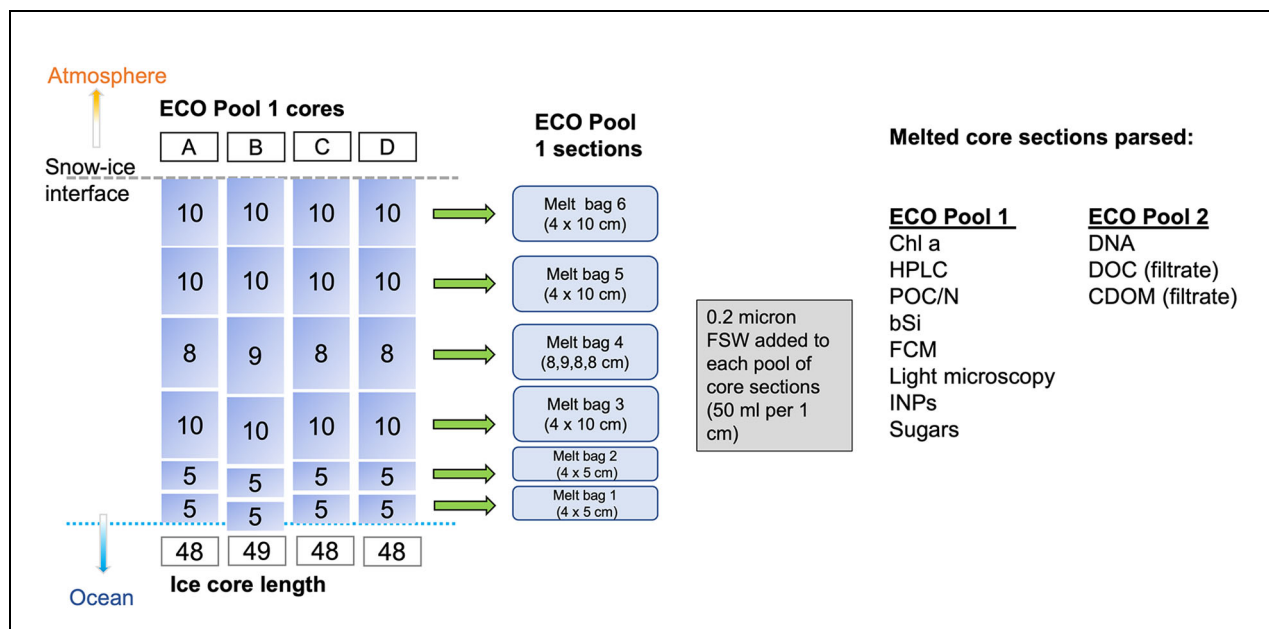 Atmosphere
Snow-ice
interface
Ocean
ECO Pool 1 cores
A B C D
10 10 10 10
10 10 10 10
8 9 8 8
10 10 10 10
5 5 5 5
5 5 5 5
48 49 48 48
Ice core length
ECO Pool
1 sections
Melt bag 6
(4 x 10 cm)
Melt bag 5
(4 x 10 cm)
Melt bag 4
(8,9,8,8 cm)
Melt bag 3
(4 x 10 cm)
Melt bag 2
(4 x 5 cm)
Melt bag 1
(4 x 5 cm)
0.2 micron
FSW added to
each pool of
core sections
(50 ml per 1
cm)
Melted core sections parsed:
ECO Pool 1
Chl a
HPLC
POC/N
bSi
FCM
Light microscopy
INPs
Sugars
ECO Pool 2
DNA
DOC (filtrate)
CDOM (filtrate)